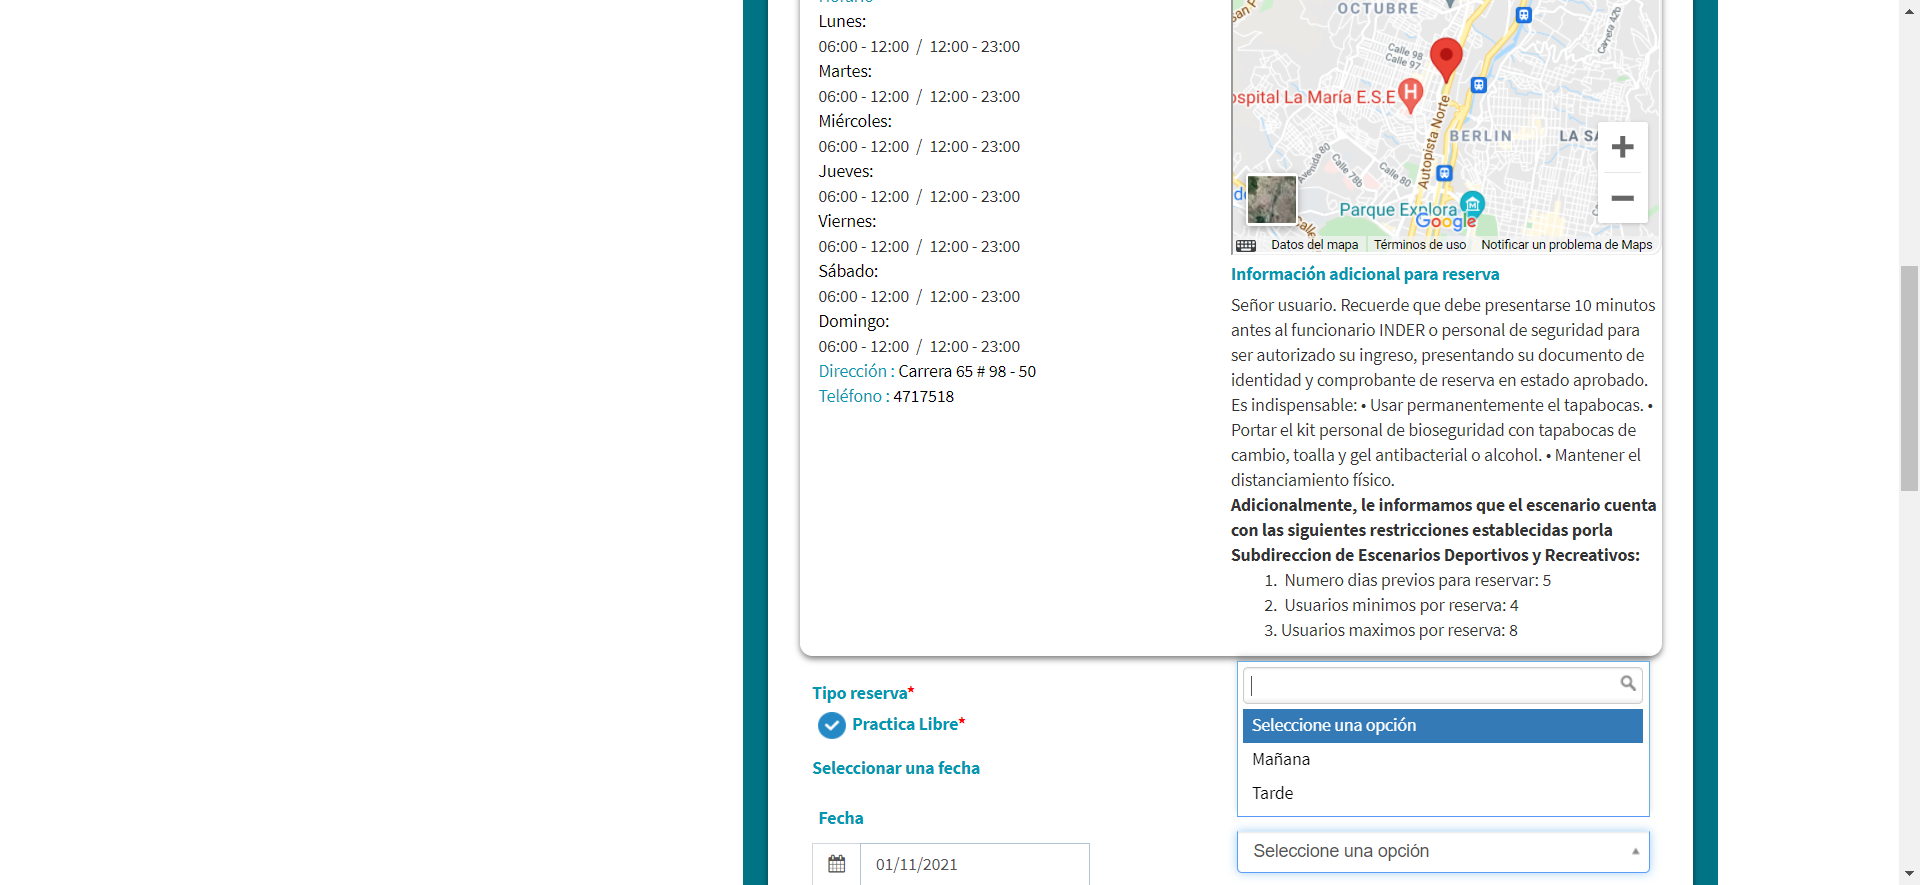 Horario
Lunes:
06:00 - 12:00 / 12:00 - 23:00
Martes:
06:00 - 12:00 / 12:00 - 23:00
Miércoles:
06:00 - 12:00 / 12:00 - 23:00
Jueves:
06:00 - 12:00 / 12:00 - 23:00
Viernes:
06:00 - 12:00 / 12:00 - 23:00
Sábado:
06:00 - 12:00 / 12:00 - 23:00
Domingo:
06:00 - 12:00 / 12:00 - 23:00
Dirección : Carrera 65 # 98 - 50
Teléfono : 4717518
OCTUBRE
Carrera 42b
Calle 98
Calle 97
ospital La María E.S.E
H
Autopista Norte
BERLIN
LA SA
Avenida 80
Calle 78b
Calle 80
Parque Explora
Google
Calle
Datos del mapa
Términos de uso
Notificar un problema de Maps
Información adicional para reserva
Señor usuario. Recuerde que debe presentarse 10 minutos
antes al funcionario INDER o personal de seguridad para
ser autorizado su ingreso, presentando su documento de
identidad y comprobante de reserva en estado aprobado.
Es indispensable: • Usar permanentemente el tapabocas. •
Portar el kit personal de bioseguridad con tapabocas de
cambio, toalla y gel antibacterial o alcohol. • Mantener el
distanciamiento físico.
Adicionalmente, le informamos que el escenario cuenta
con las siguientes restricciones establecidas porla
Subdireccion de Escenarios Deportivos y Recreativos:
1. Numero dias previos para reservar: 5
2. Usuarios minimos por reserva: 4
3. Usuarios maximos por reserva: 8
Tipo reserva*
Practica Libre*
Seleccionar una fecha
Fecha
01/11/2021
Seleccione una opción
Mañana
Tarde
Seleccione una opción